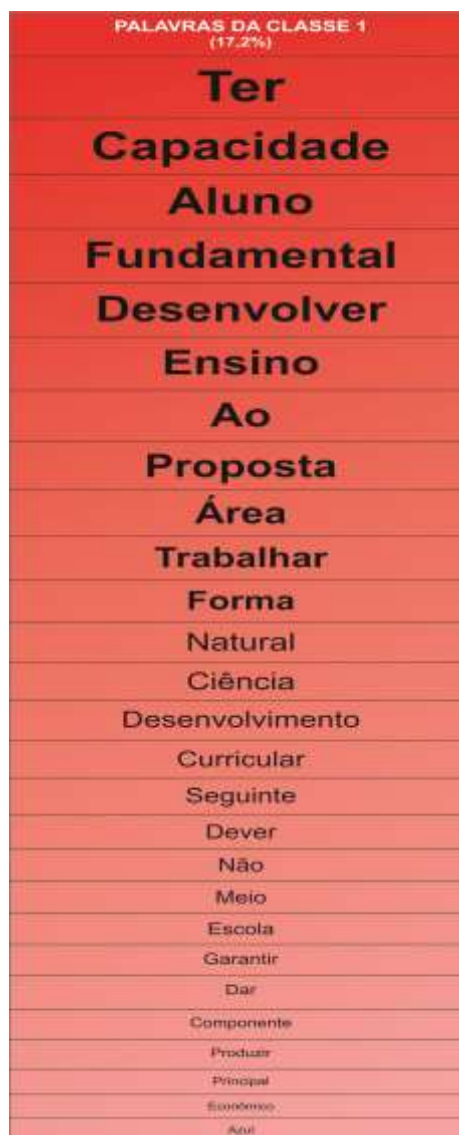 PALAVRAS DA CLASSE 1
(17,2%)
Ter
Capacidade
Aluno
Fundamental
Desenvolver
Ensino
Ao
Proposta
Área
Trabalhar
Forma
Natural
Ciência
Desenvolvimento
Curricular
Seguinte
Dever
Não
Meio
Escola
Garantir
Dar
Componente
Produzir
Principal
Econômico
Azul